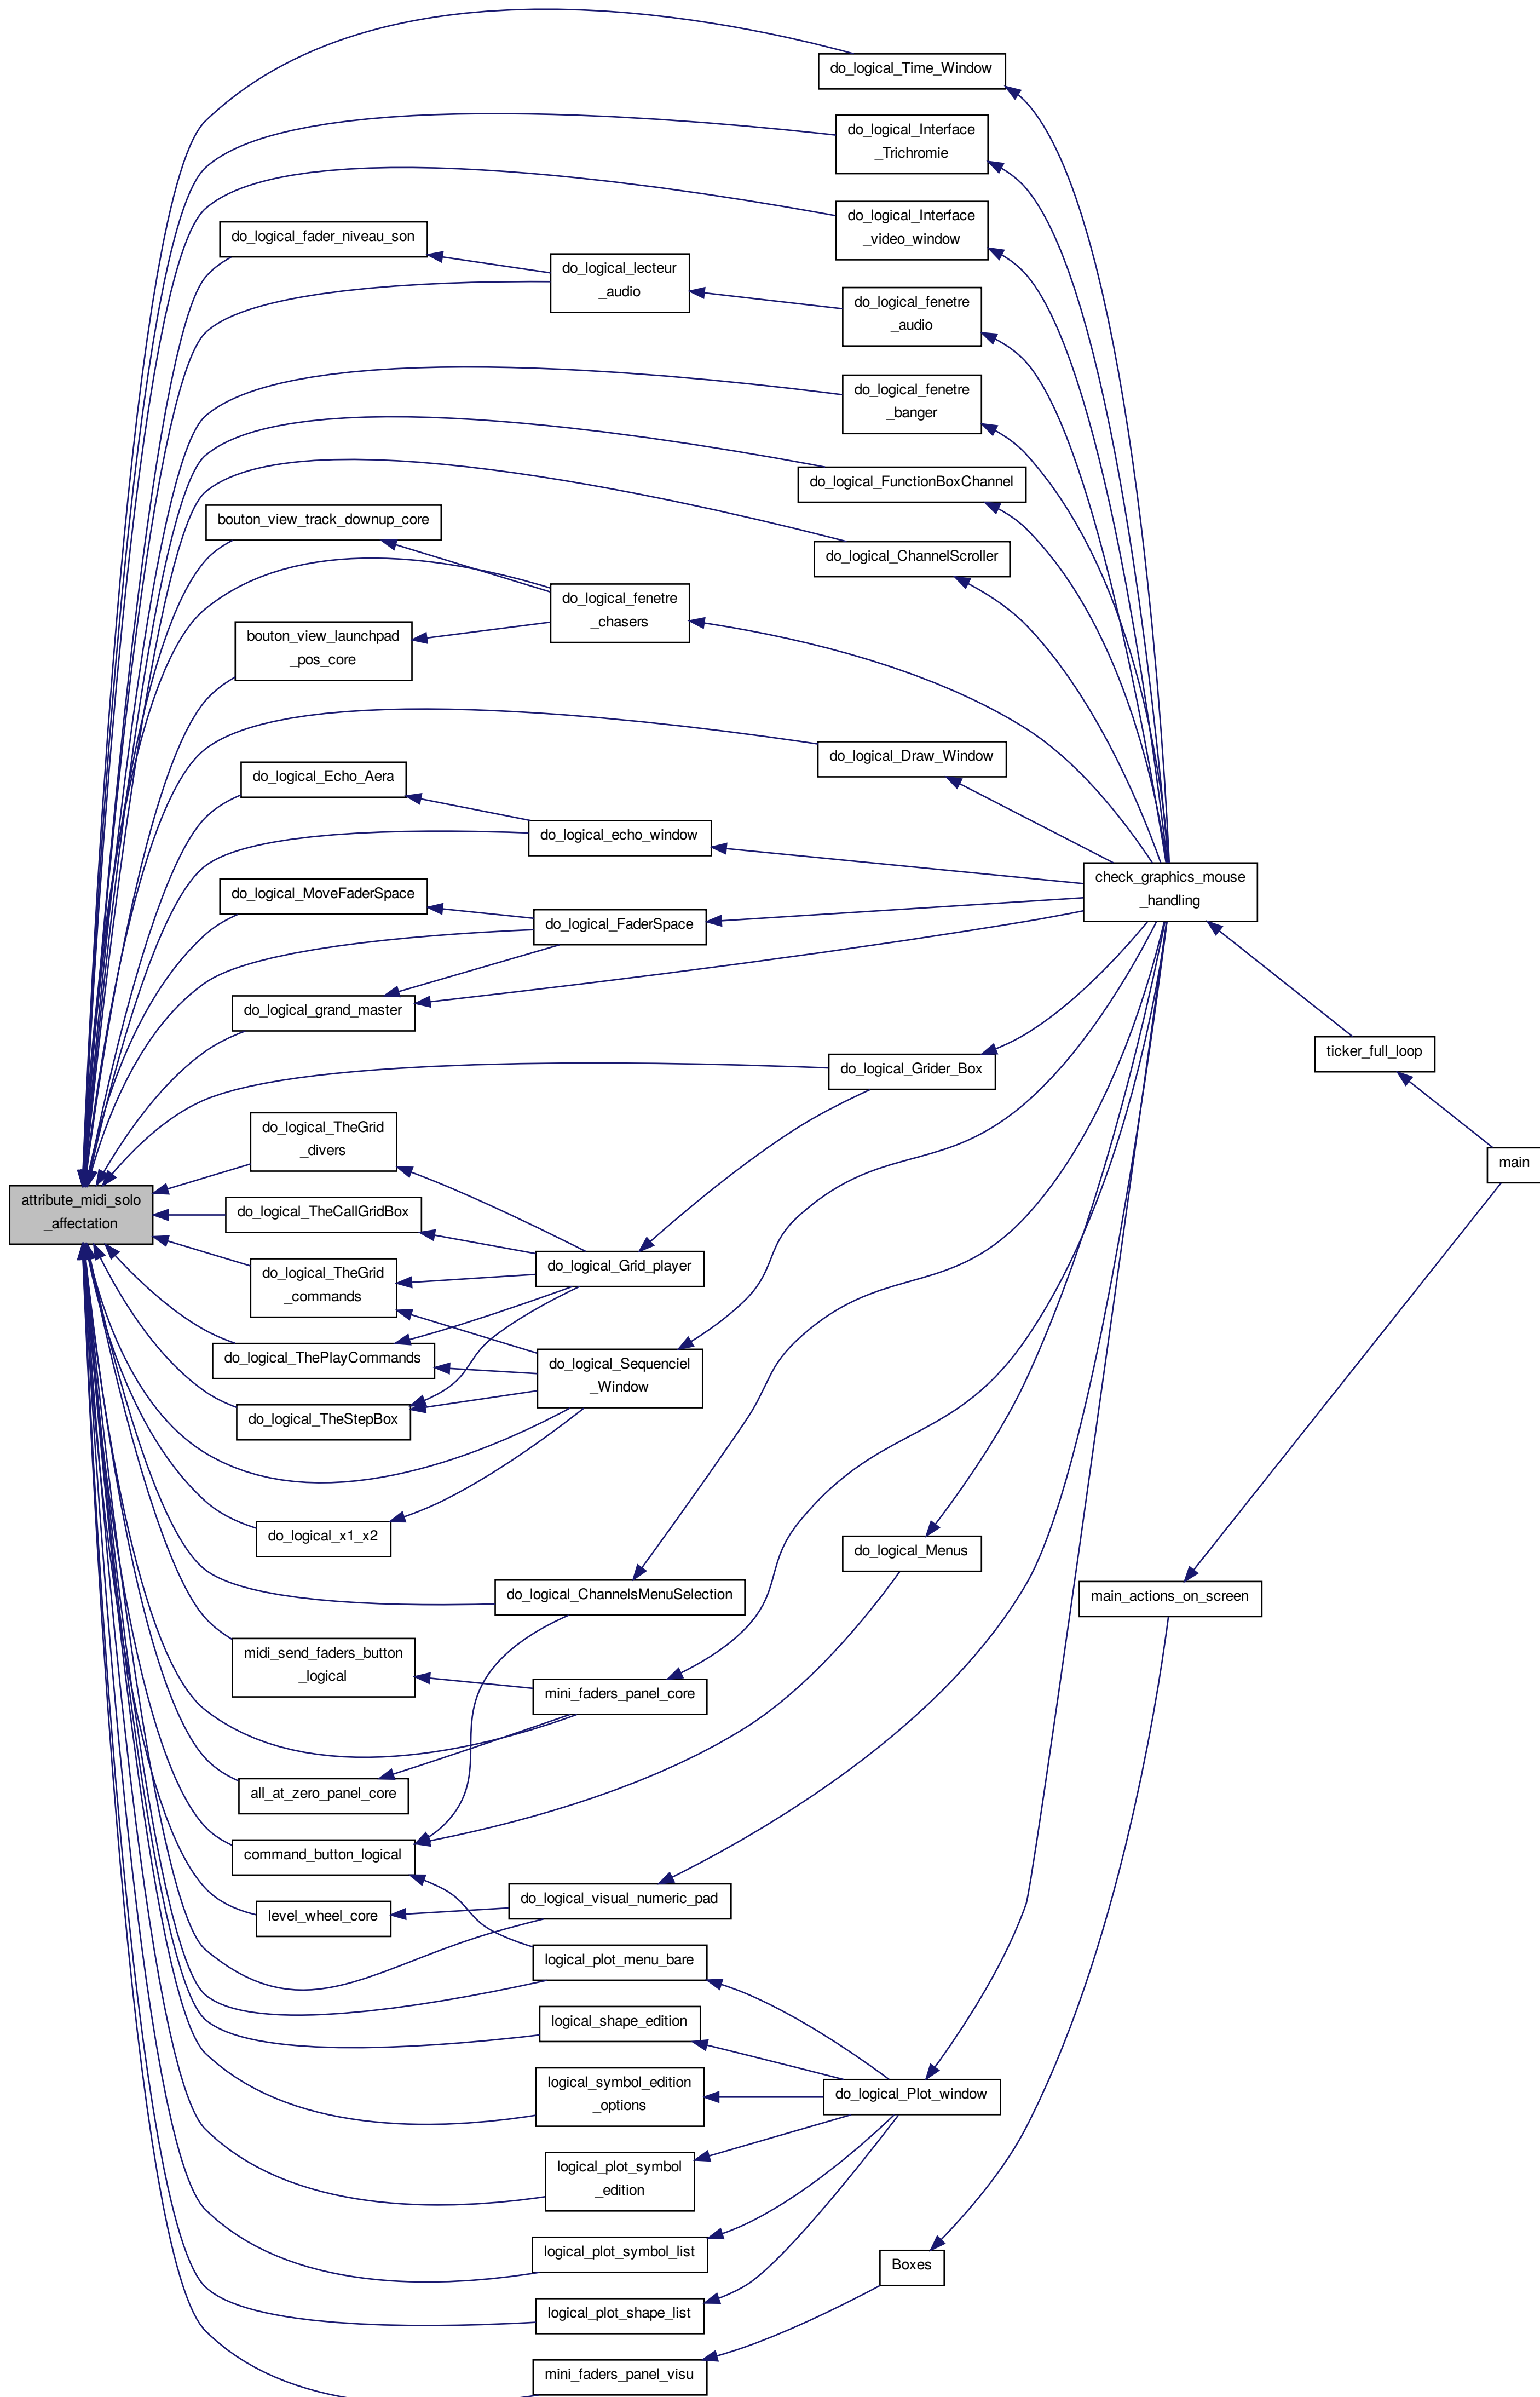 do_logical_Time_Window
do_logical_Interface
_Trichromie
do_logical_Interface
_video_window
do_logical_fader_niveau_son
do_logical_lecteur
_audio
do_logical_fenetre
_audio
do_logical_fenetre
_banger
do_logical_FunctionBoxChannel
bouton_view_track_downup_core
do_logical_ChannelScroller
do_logical_fenetre
_chasers
bouton_view_launchpad
_pos_core
do_logical_Draw_Window
do_logical_Echo_Aera
do_logical_echo_window
check_graphics_mouse
_handling
do_logical_MoveFaderSpace
do_logical_FaderSpace
do_logical_grand_master
ticker_full_loop
do_logical_Grider_Box
do_logical_TheGrid
_divers
main
attribute_midi_solo
_affectation
do_logical_TheCallGridBox
do_logical_Grid_player
do_logical_TheGrid
_commands
do_logical_ThePlayCommands
do_logical_Sequenciel
_Window
do_logical_TheStepBox
do_logical_x1_x2
do_logical_Menus
do_logical_ChannelsMenuSelection
main_actions_on_screen
midi_send_faders_button
_logical
mini_faders_panel_core
all_at_zero_panel_core
command_button_logical
do_logical_visual_numeric_pad
level_wheel_core
logical_plot_menu_bare
logical_shape_edition
logical_symbol_edition
_options
do_logical_Plot_window
logical_plot_symbol
_edition
logical_plot_symbol_list
Boxes
logical_plot_shape_list
mini_faders_panel_visu